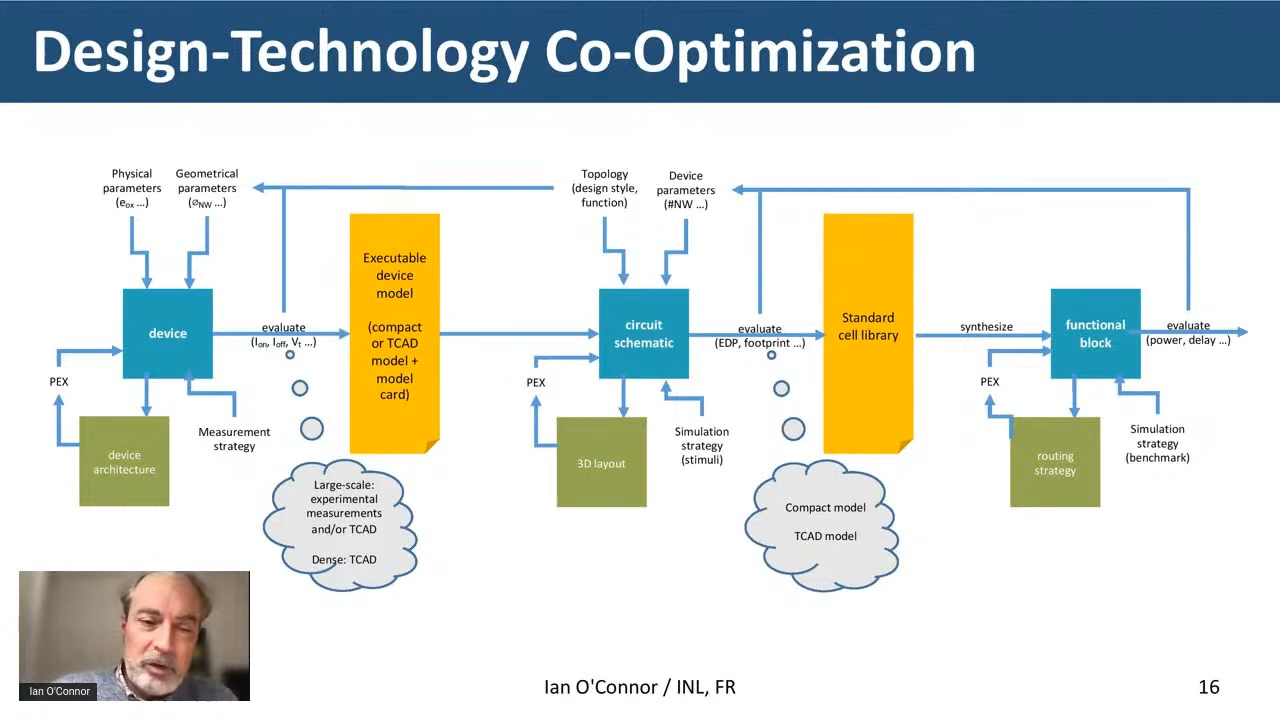 Design-Technology Co-Optimization
Physical
parameters
(eox …)
Geometrical
parameters
(⌀NW …)
Topology
(design style,
function)
Device
parameters
(#NW …)
Executable
device
model
(compact
or TCAD
model +
model
card)
Standard
cell library
device
evaluate
(Ion, Ioff, Vt …)
circuit
schematic
evaluate
(EDP, footprint …)
synthesize
functional
block
evaluate
(power, delay …)
PEX
device
architecture
Measurement
strategy
PEX
3D layout
Simulation
strategy
(stimuli)
PEX
routing
strategy
Simulation
strategy
(benchmark)
Large-scale:
experimental
measurements
and/or TCAD
Dense: TCAD
Compact model
TCAD model
Ian O'Connor
Ian O'Connor / INL, FR
16